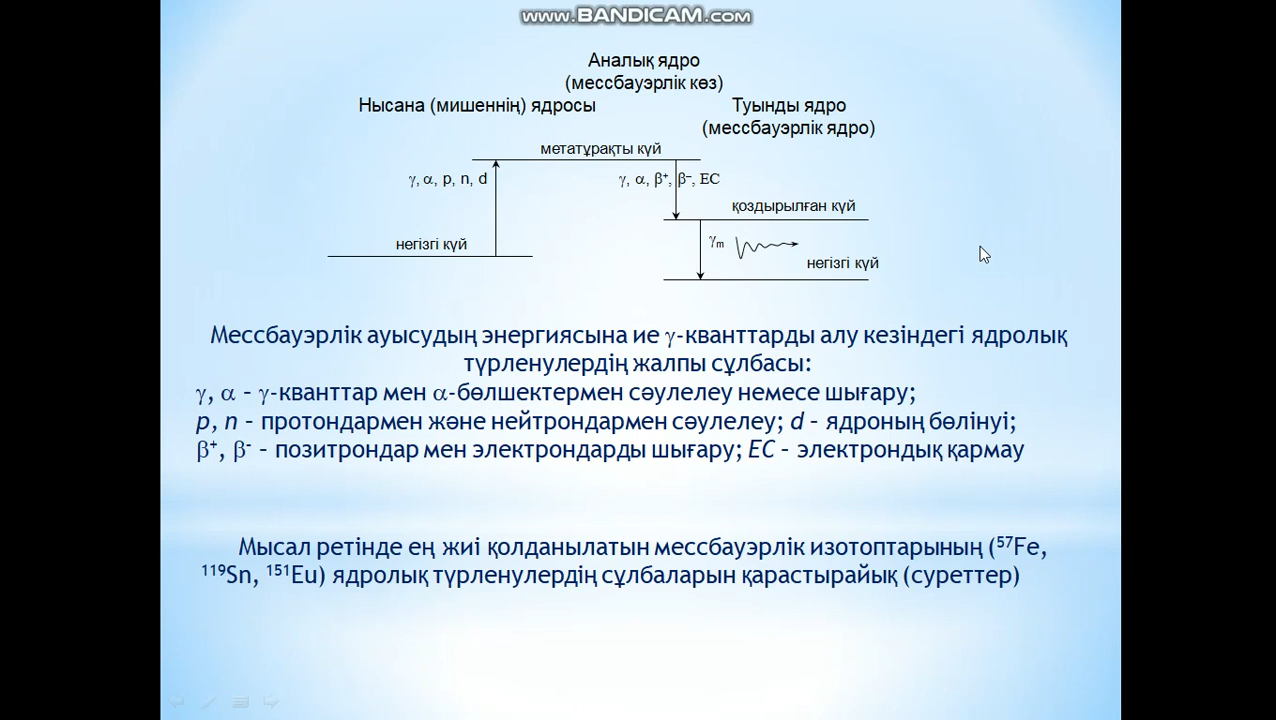 www.BANDICAM.com
Аналық ядро
(мессбауэрлік көз)
Нысана (мишеннің) ядросы
Туынды ядро
(мессбауэрлік ядро)
метатұрақты күй
γ, α, p, n, d
γ, α, β⁺, β⁻, EC
қоздырылған күй
негізгі күй
γm
негізгі күй
Мессбауэрлік ауысудың энергиясына ие γ-кванттарды алу кезіндегі ядролық
түрленулердің жалпы сұлбасы:
γ, α – γ-кванттар мен α-бөлшектермен сәулелеу немесе шығару;
p, n – протондармен және нейтрондармен сәулелеу; d – ядроның бөлінуі;
β⁺, β⁻ – позитрондар мен электрондарды шығару; EC – электрондық қармау
Мысал ретінде ең жиі қолданылатын мессбауэрлік изотоптарының (⁵⁷Fe,
¹¹⁹Sn, ¹⁵¹Eu) ядролық түрленулердің сұлбаларын қарастырайық (суреттер)